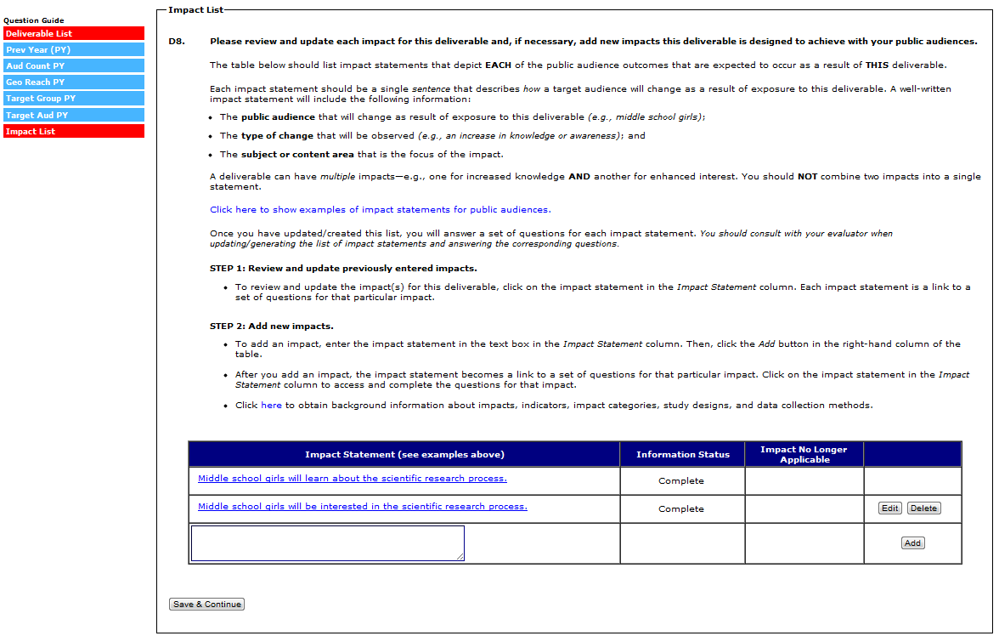 Question Guide
Deliverable List
Prev Year (PY)
Aud Count PY
Geo Reach PY
Target Group PY
Target Aud PY
Impact List
Impact List
D8. Please review and update each impact for this deliverable and, if necessary, add new impacts this deliverable is designed to achieve with your public audiences.
The table below should list impact statements that depict EACH of the public audience outcomes that are expected to occur as a result of THIS deliverable.
Each impact statement should be a single sentence that describes how a target audience will change as a result of exposure to this deliverable. A well-written
impact statement will include the following information:
• The public audience that will change as result of exposure to this deliverable (e.g., middle school girls);
• The type of change that will be observed (e.g., an increase in knowledge or awareness); and
• The subject or content area that is the focus of the impact.
A deliverable can have multiple impacts—e.g., one for increased knowledge AND another for enhanced interest. You should NOT combine two impacts into a single
statement.
Click here to show examples of impact statements for public audiences.
Once you have updated/created this list, you will answer a set of questions for each impact statement. You should consult with your evaluator when
updating/generating the list of impact statements and answering the corresponding questions.
STEP 1: Review and update previously entered impacts.
• To review and update the impact(s) for this deliverable, click on the impact statement in the Impact Statement column. Each impact statement is a link to a
set of questions for that particular impact.
STEP 2: Add new impacts.
• To add an impact, enter the impact statement in the text box in the Impact Statement column. Then, click the Add button in the right-hand column of the
table.
• After you add an impact, the impact statement becomes a link to a set of questions for that particular impact. Click on the impact statement in the Impact
Statement column to access and complete the questions for that impact.
• Click here to obtain background information about impacts, indicators, impact categories, study designs, and data collection methods.
Impact Statement (see examples above) Information Status Impact No Longer
Applicable
Middle school girls will learn about the scientific research process. Complete
Middle school girls will be interested in the scientific research process. Complete Edit Delete
Add
Save & Continue